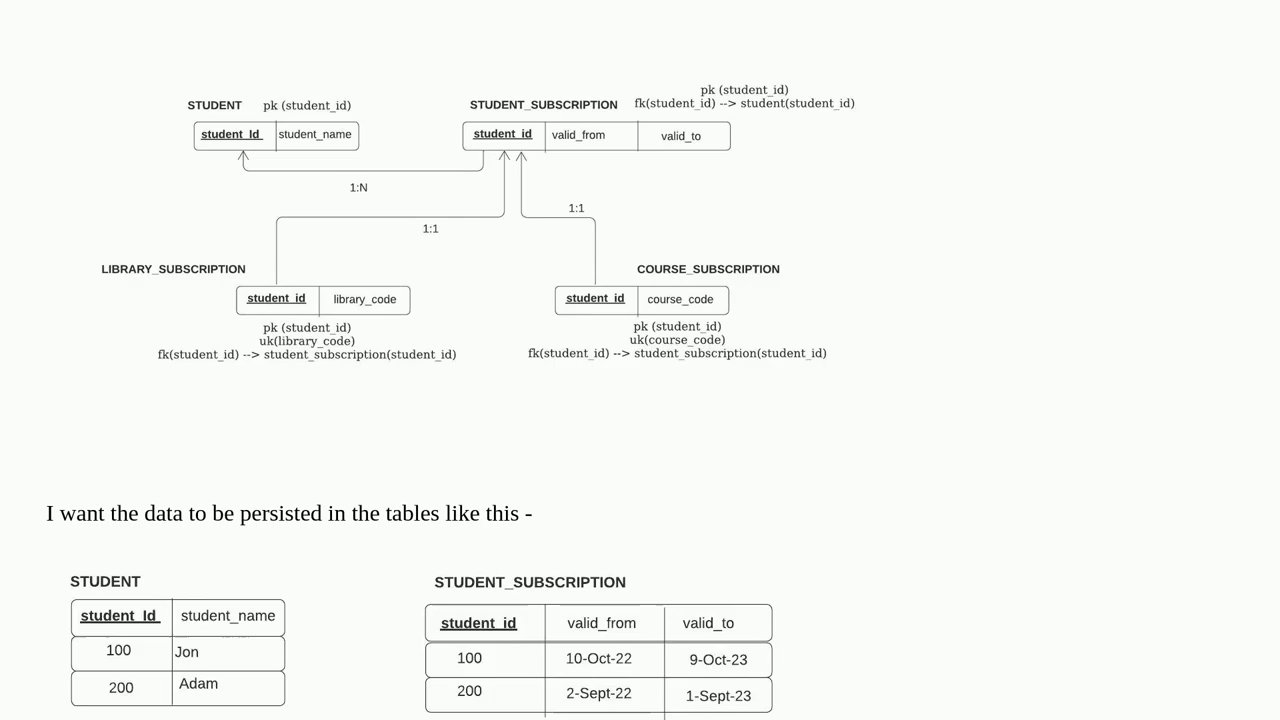 pk (student_id)
STUDENT pk (student_id) STUDENT_SUBSCRIPTION fk(student_id) --> student(student_id)
student_Id student_name student_id valid_from valid_to
1:N
1:1
1:1
LIBRARY_SUBSCRIPTION COURSE_SUBSCRIPTION
student_id library_code student_id course_code
pk (student_id) pk (student_id)
uk(library_code) uk(course_code)
fk(student_id) --> student_subscription(student_id) fk(student_id) --> student_subscription(student_id)
I want the data to be persisted in the tables like this -
STUDENT STUDENT_SUBSCRIPTION
student_Id student_name student_id valid_from valid_to
100 Jon 100 10-Oct-22 9-Oct-23
200 Adam 200 2-Sept-22 1-Sept-23